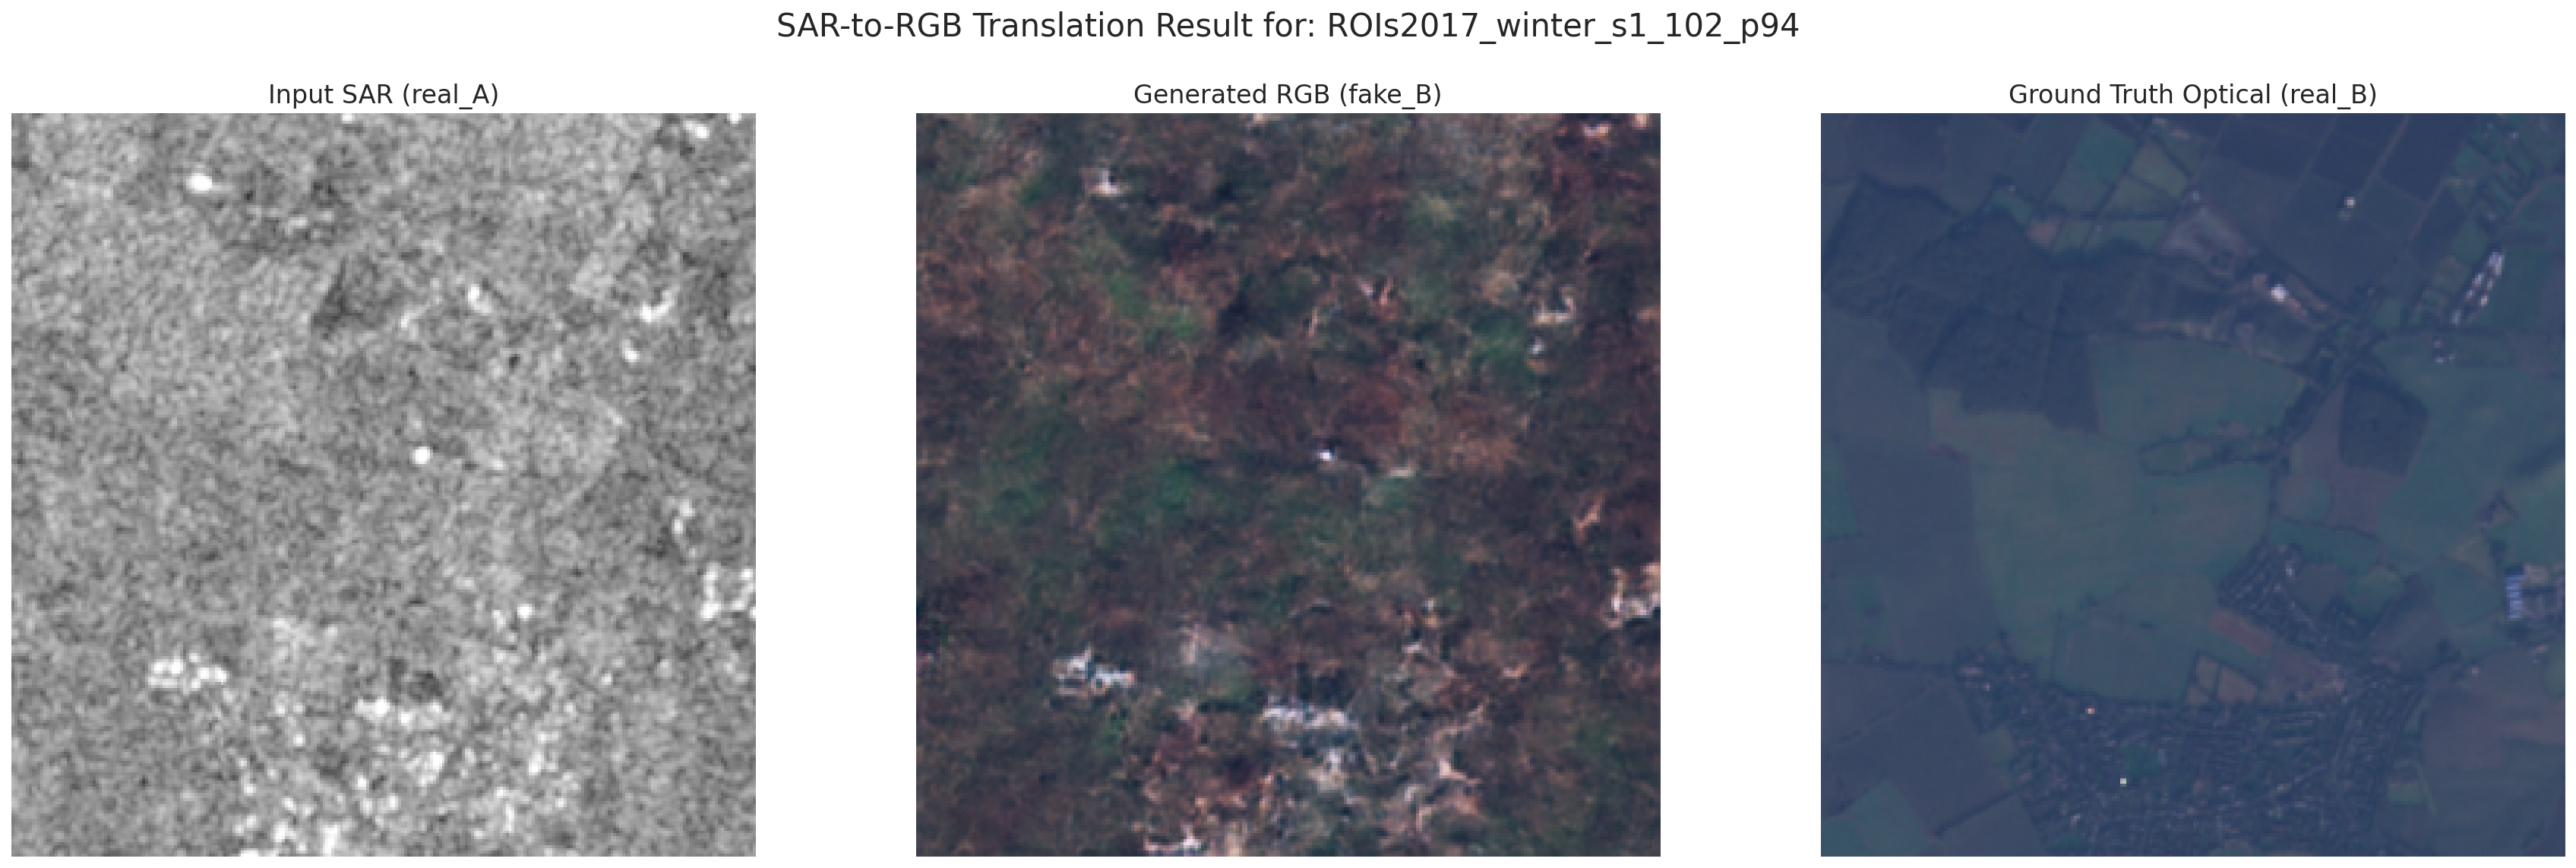 SAR-to-RGB Translation Result for: ROIs2017_winter_s1_102_p94
Input SAR (real_A)
Generated RGB (fake_B)
Ground Truth Optical (real_B)